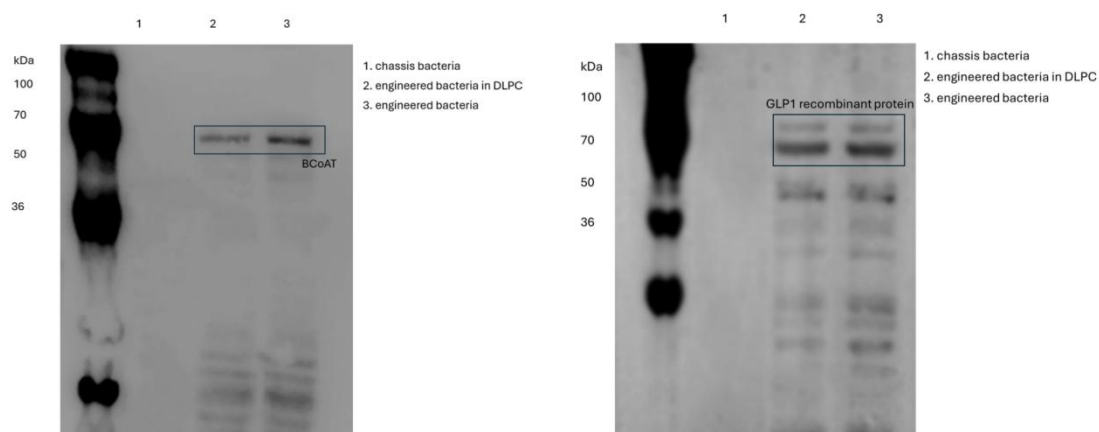 1 2 3
kDa
100
70
50
36
BCoAT
1. chassis bacteria
2. engineered bacteria in DLPC
3. engineered bacteria
1 2 3
kDa
100
70
50
36
GLP1 recombinant protein
1. chassis bacteria
2. engineered bacteria in DLPC
3. engineered bacteria